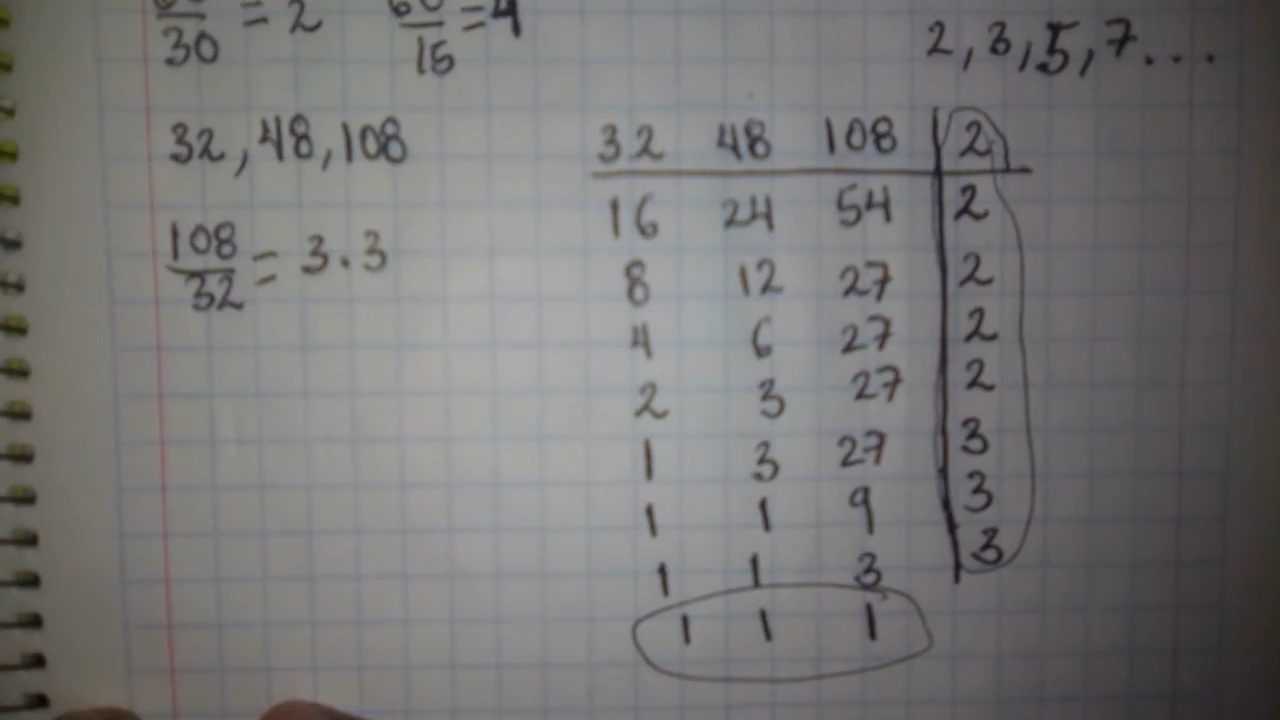 60/30 = 2 60/15 = 4
2, 3, 5, 7...
32, 48, 108
108/32 = 3.3
32 48 108 | 2
16 24 54 | 2
8 12 27 | 2
4 6 27 | 2
2 3 27 | 2
1 3 27 | 3
1 1 9 | 3
1 1 3 | 3
1 1 1